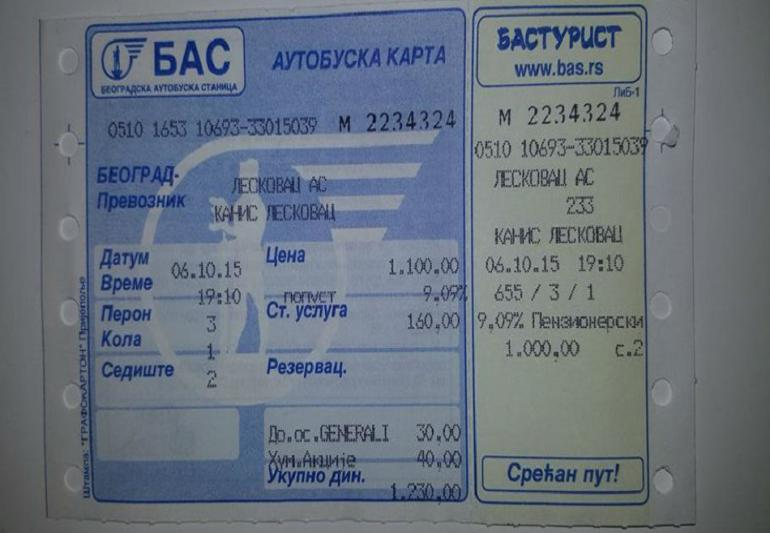 БАС
БЕОГРАДСКА АУТОБУСКА СТАНИЦА
АУТОБУСКА КАРТА
0510 1653 10693-33015039 М 2234324
БЕОГРАД-
ЛЕСКОВАЦ АС
Превозник
КАНИС ЛЕСКОВАЦ
Датум 06.10.15
Цена 1.100,00
Време 19:10
попуст 9,09%
Перон 3
Ст. услуга 160,00
Кола 1
Седиште 2
Резервац.
До.ос.GENERALI 30,00
Хум.Акције 40,00
Укупно дин. 1.230,00
Штампа: "ГРАФОКАРТОН" Пријепоље
БАСТУРИСТ
www.bas.rs
ЛиБ-1
М 2234324
0510 10693-33015039
ЛЕСКОВАЦ АС
233
КАНИС ЛЕСКОВАЦ
06.10.15 19:10
655 / 3 / 1
9,09% Пензионерски
1.000,00 с.2
Срећан пут!